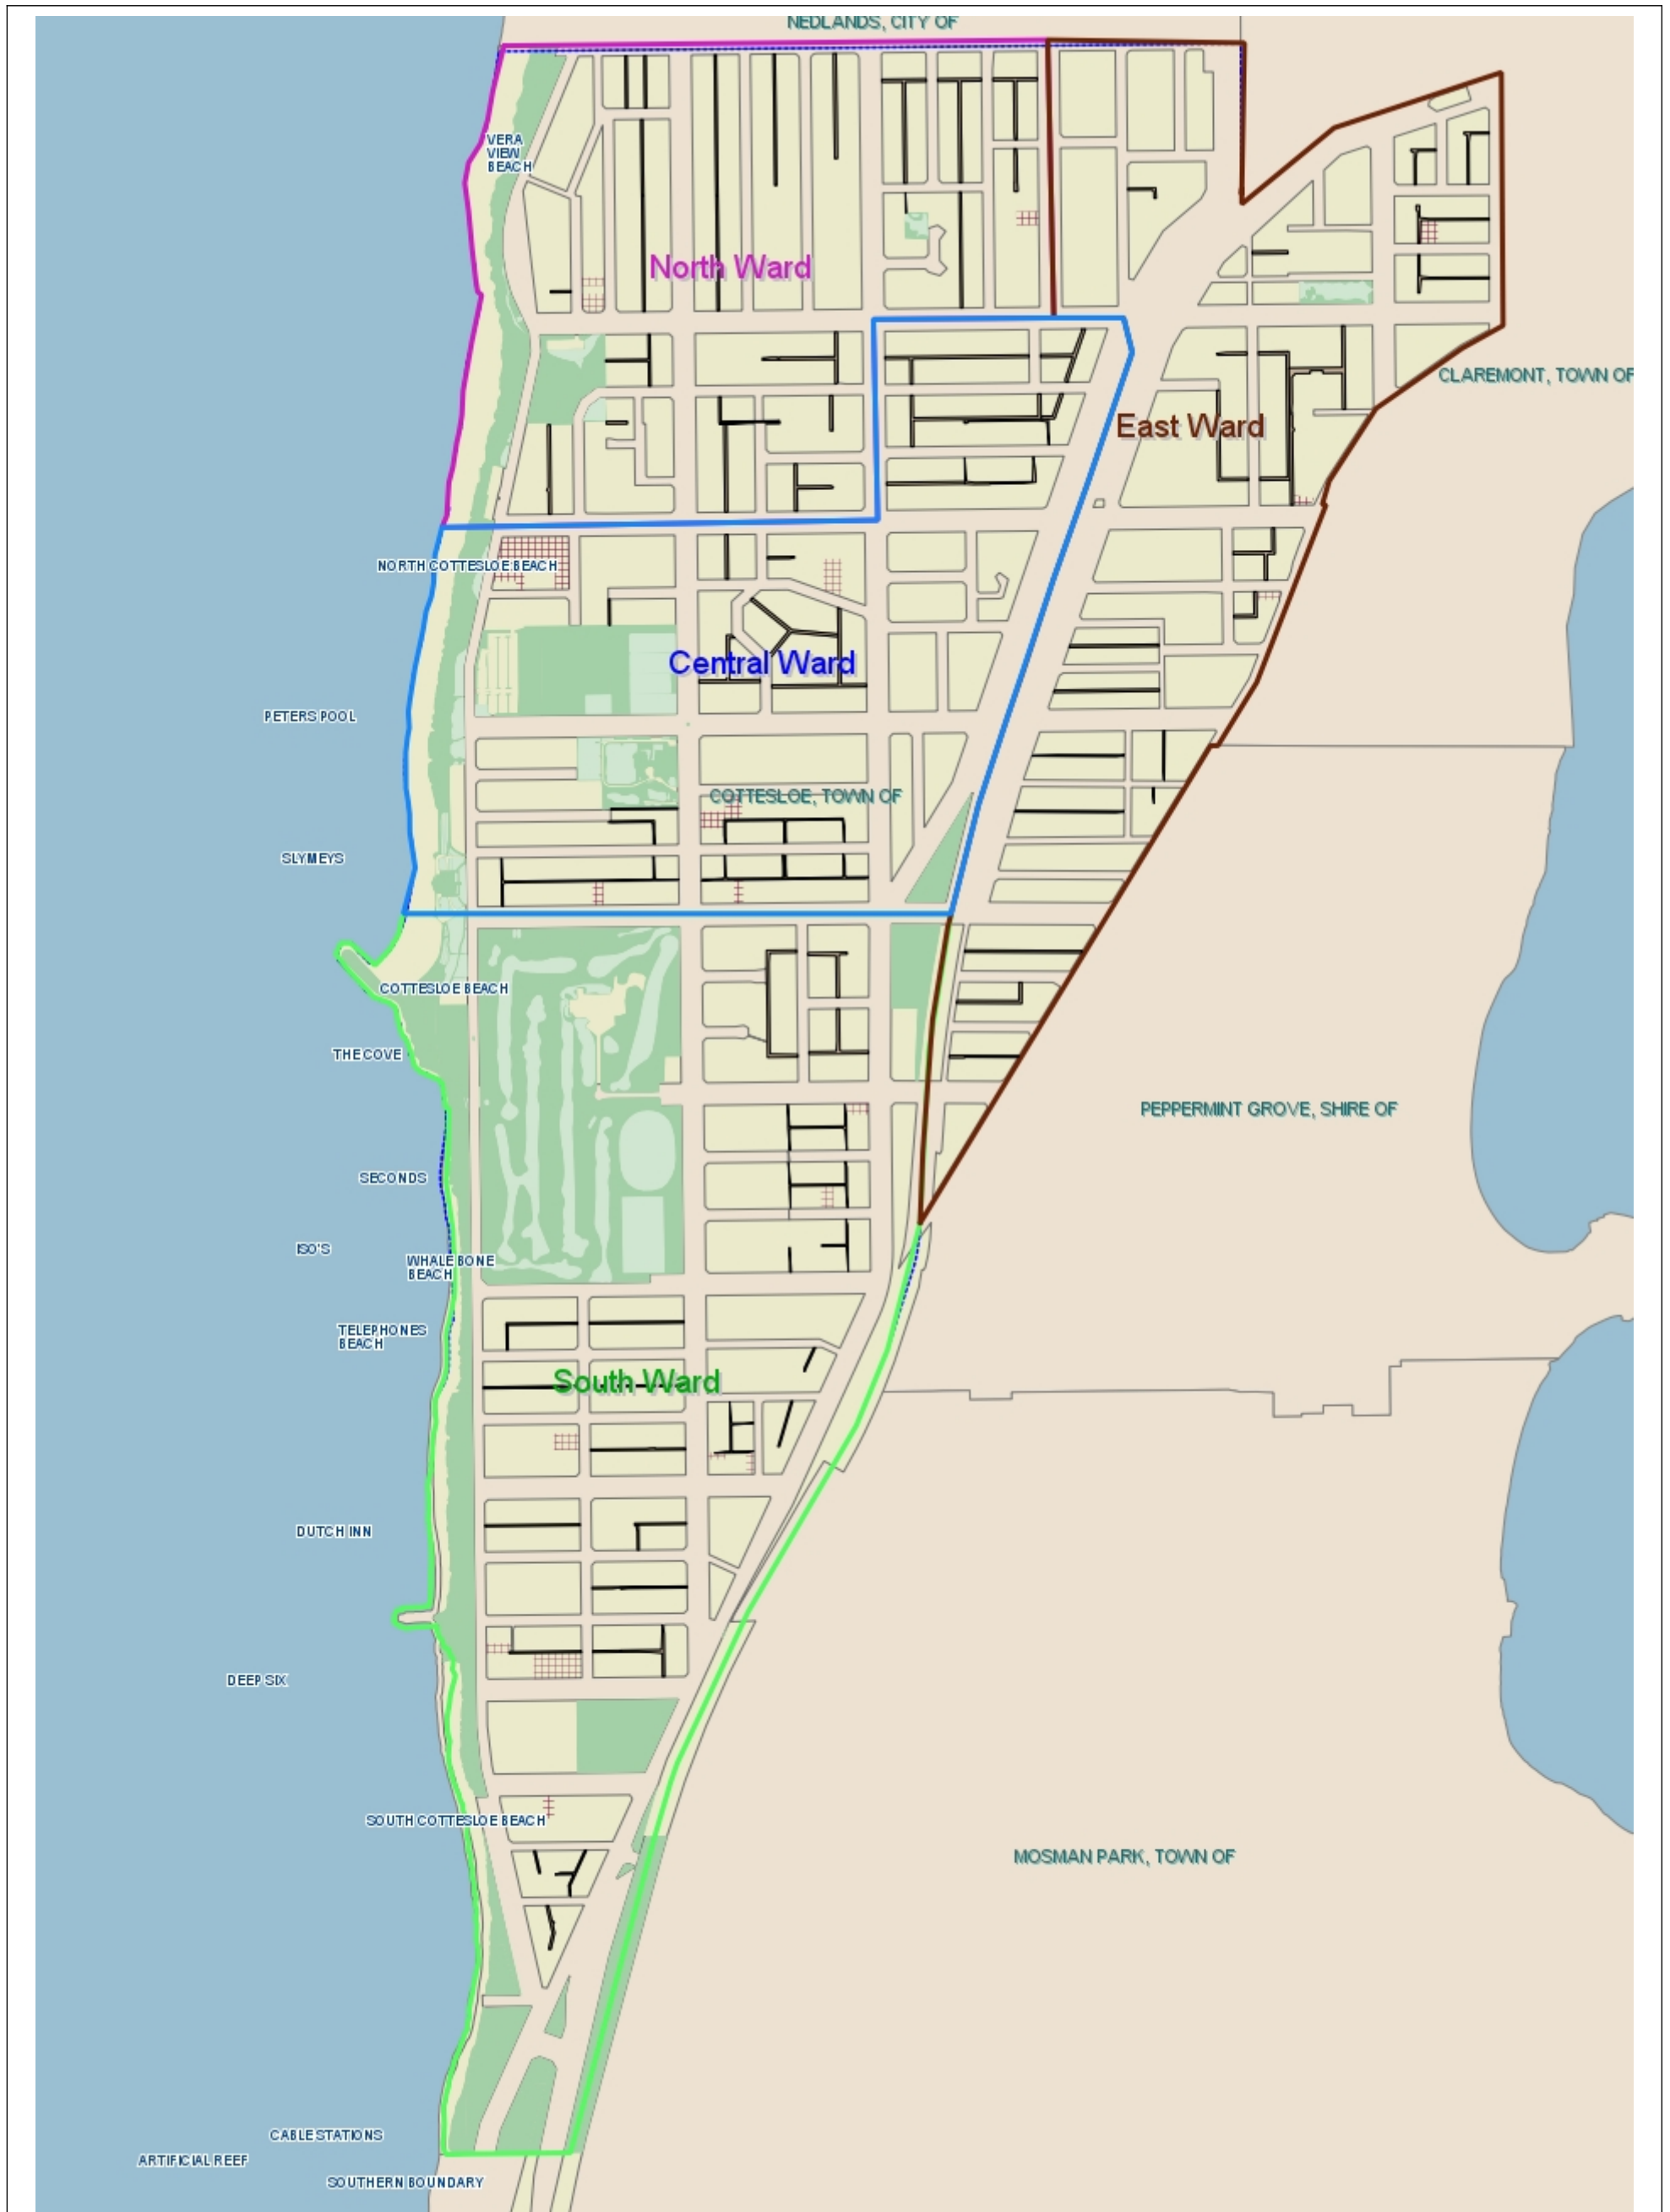 NEDLANDS, CITY OF
VERA
VIEW
BEACH
North Ward
CLAREMONT, TOWN OF
East Ward
NORTH COTTESLOE BEACH
Central Ward
PETERS POOL
COTTESLOE, TOWN OF
SLYMEYS
COTTESLOE BEACH
THE COVE
PEPPERMINT GROVE, SHIRE OF
SECONDS
ISO'S
WHALE BONE
BEACH
TELEPHONES
BEACH
South Ward
DUTCH INN
DEEP SIX
SOUTH COTTESLOE BEACH
MOSMAN PARK, TOWN OF
CABLE STATIONS
ARTIFICIAL REEF
SOUTHERN BOUNDARY